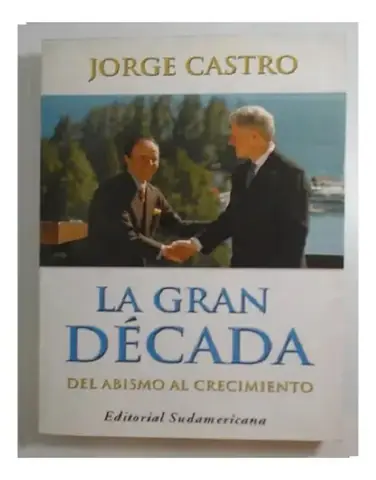 JORGE CASTRO
LA GRAN
DÉCADA
DEL ABISMO AL CRECIMIENTO
Editorial Sudamericana